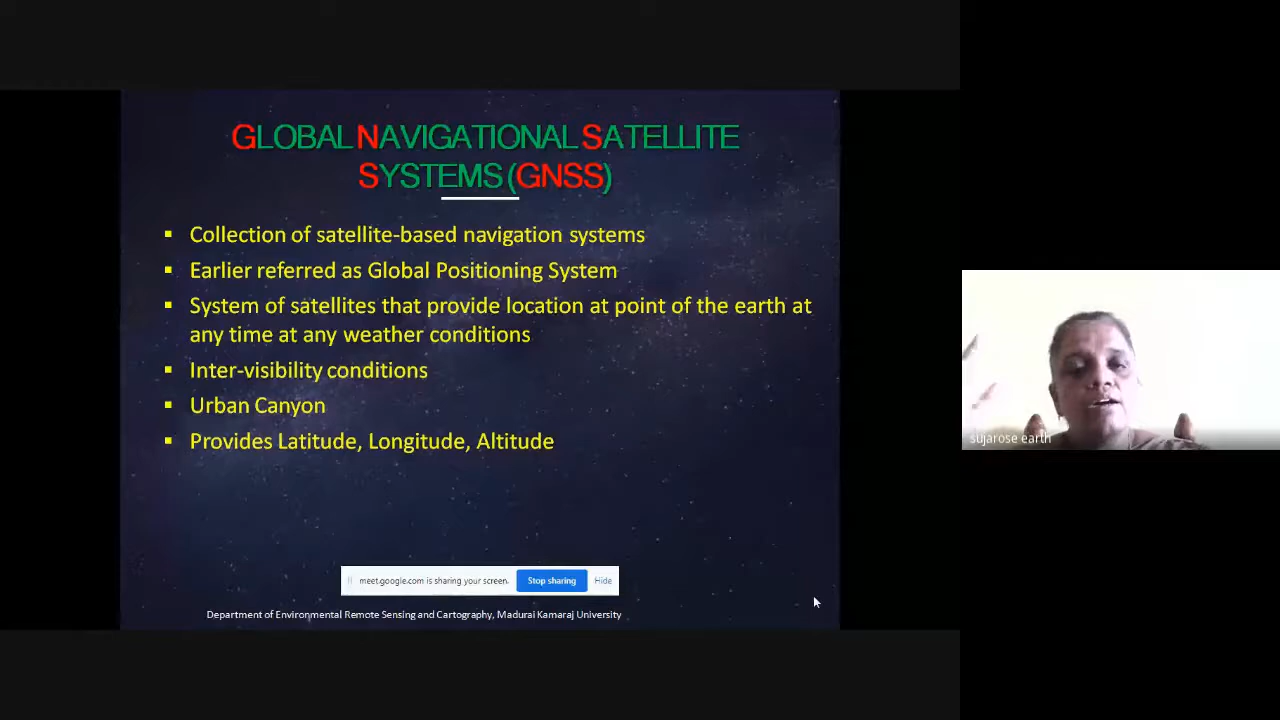 GLOBAL NAVIGATIONAL SATELLITE
SYSTEMS (GNSS)
▪ Collection of satellite-based navigation systems
▪ Earlier referred as Global Positioning System
▪ System of satellites that provide location at point of the earth at
any time at any weather conditions
▪ Inter-visibility conditions
▪ Urban Canyon
▪ Provides Latitude, Longitude, Altitude
sujarose earth
meet.google.com is sharing your screen. Stop sharing Hide
Department of Environmental Remote Sensing and Cartography, Madurai Kamaraj University